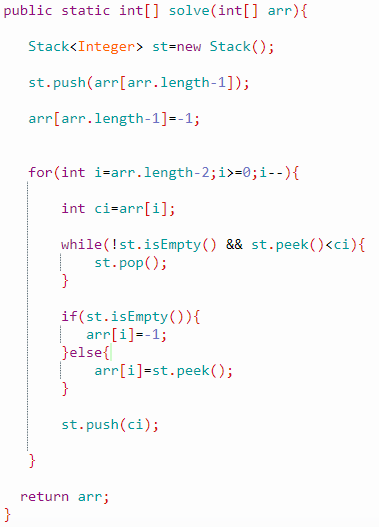 public static int[] solve(int[] arr){
Stack<Integer> st=new Stack();
st.push(arr[arr.length-1]);
arr[arr.length-1]=-1;
for(int i=arr.length-2;i>=0;i--){
int ci=arr[i];
while(!st.isEmpty() && st.peek()<ci){
st.pop();
}
if(st.isEmpty()){
arr[i]=-1;
}else{
arr[i]=st.peek();
}
st.push(ci);
}
return arr;
}